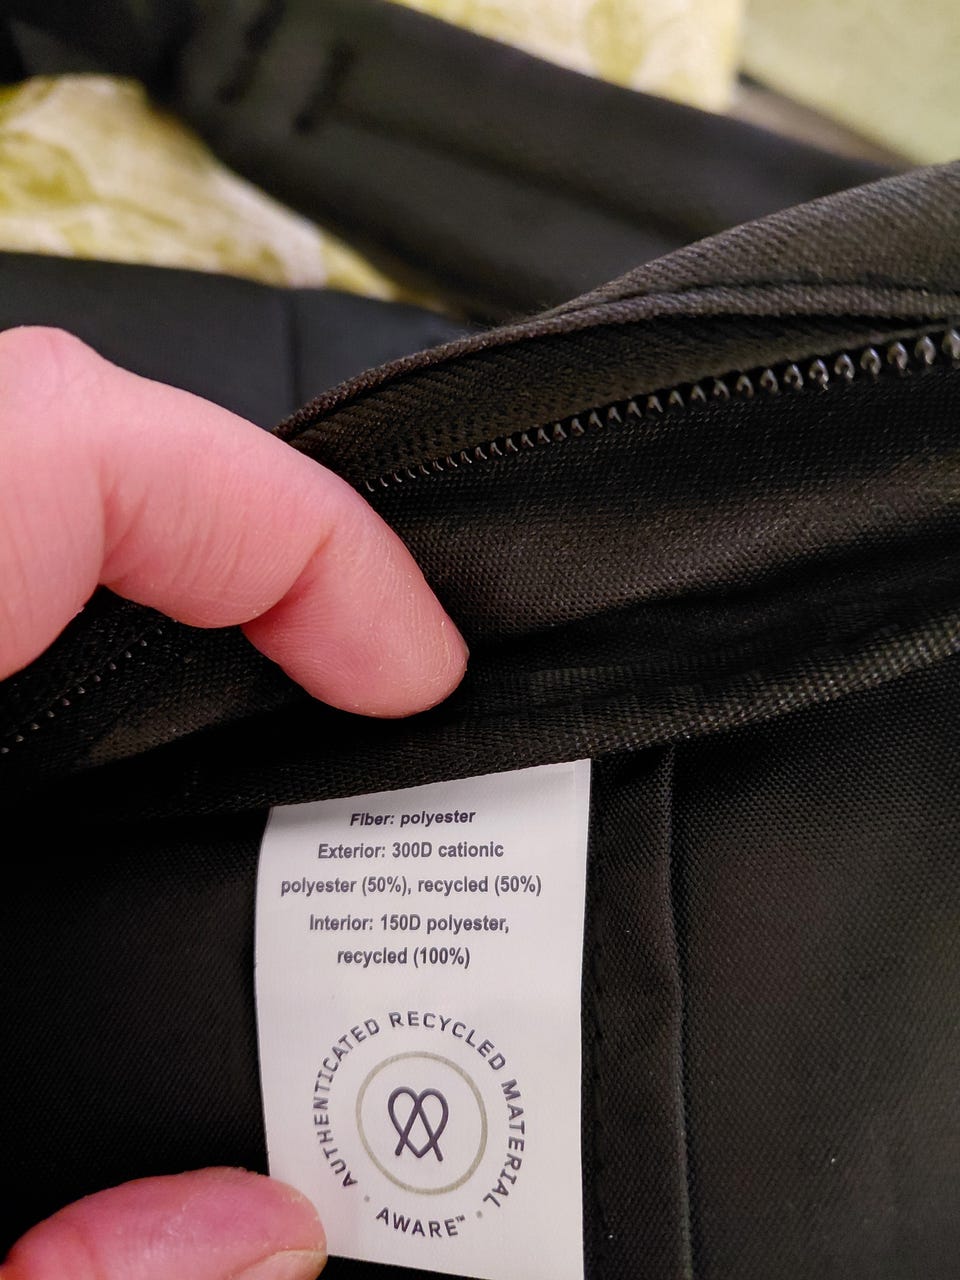 Fiber: polyester
Exterior: 300D cationic
polyester (50%), recycled (50%)
Interior: 150D polyester,
recycled (100%)
AUTHENTICATED RECYCLED MATERIAL
AWARE™